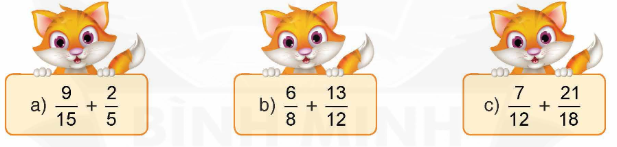 a) 9/15 + 2/5
b) 6/8 + 13/12
c) 7/12 + 21/18
BÌNH MINH